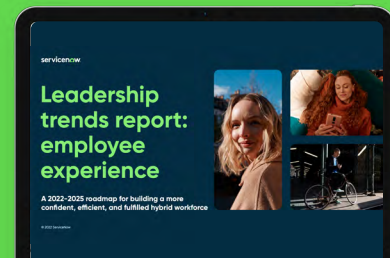 servicenow
Leadership
trends report:
employee
experience
A 2022-2025 roadmap for building a more
confident, efficient, and fulfilled hybrid workforce
© 2022 ServiceNow